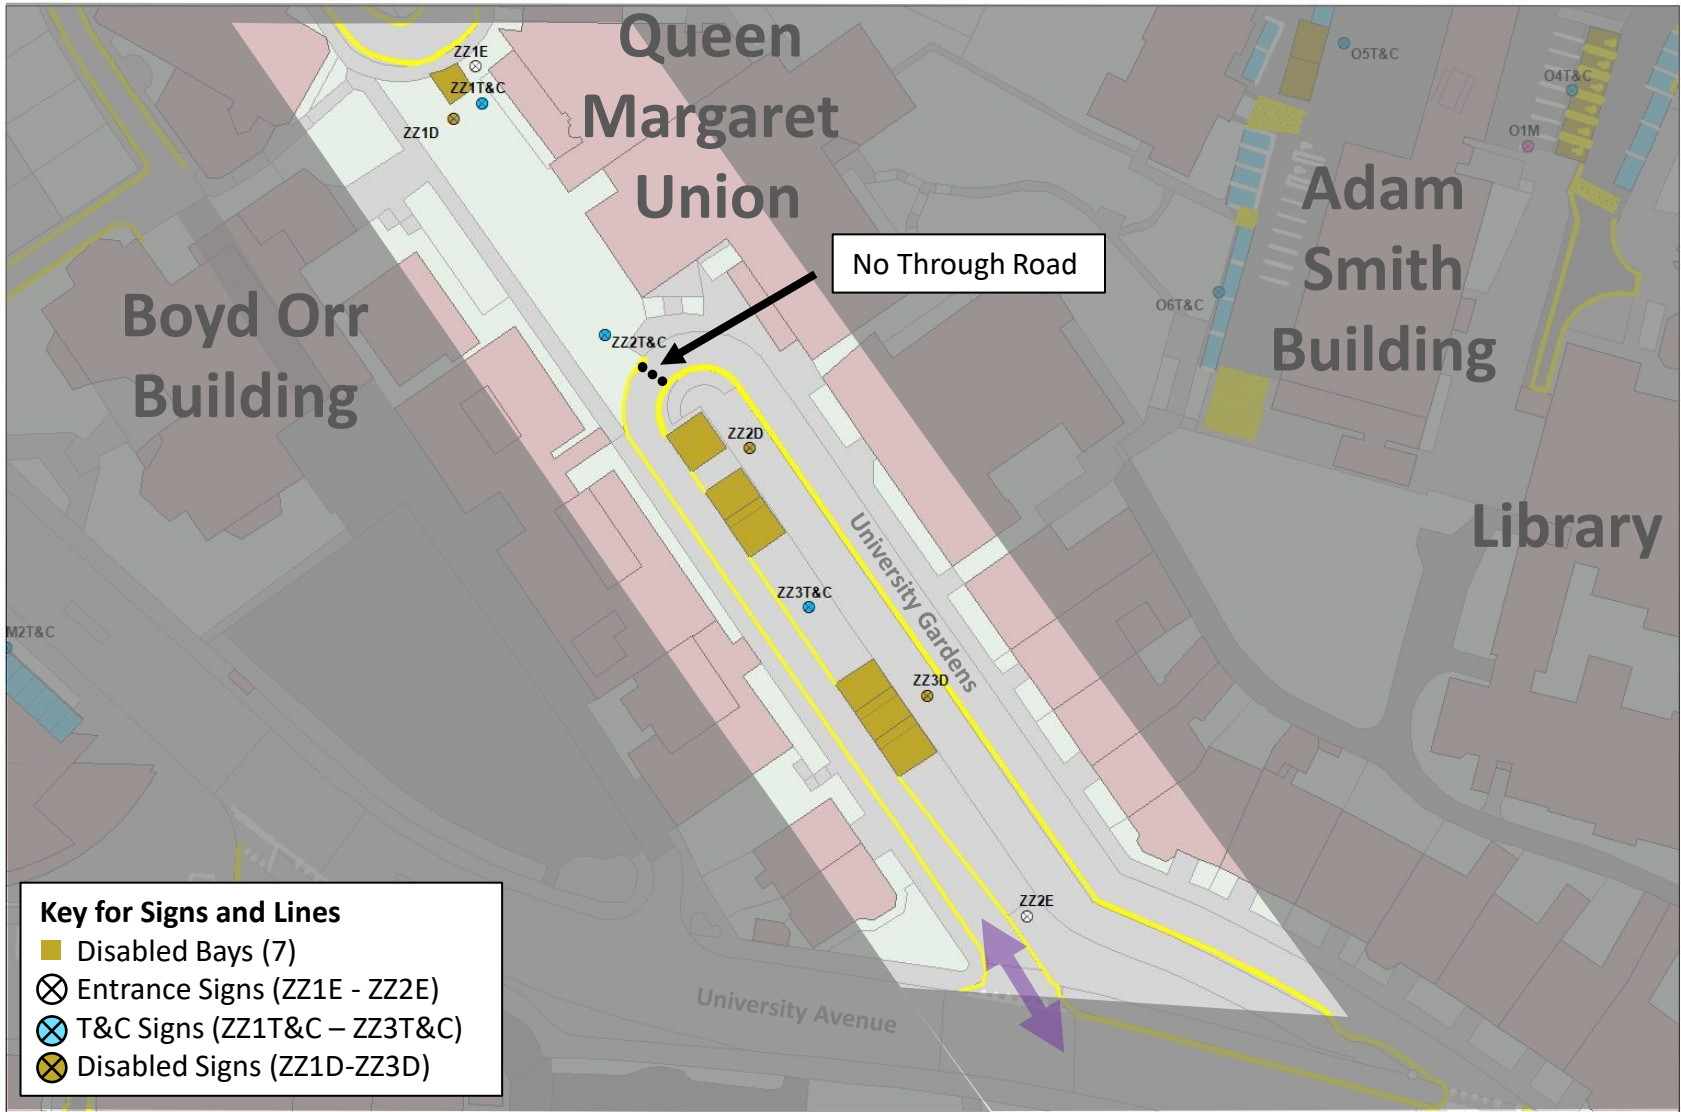 Queen
Margaret
Union
ZZ1E
ZZ1T&C
ZZ1D
O5T&C
O4T&C
O1M
Adam
Smith
Building
No Through Road
O6T&C
Boyd Orr
Building
ZZ2T&C
ZZ2D
Library
University Gardens
ZZ3T&C
M2T&C
ZZ3D
ZZ2E
University Avenue
Key for Signs and Lines
Disabled Bays (7)
Entrance Signs (ZZ1E - ZZ2E)
T&C Signs (ZZ1T&C – ZZ3T&C)
Disabled Signs (ZZ1D-ZZ3D)